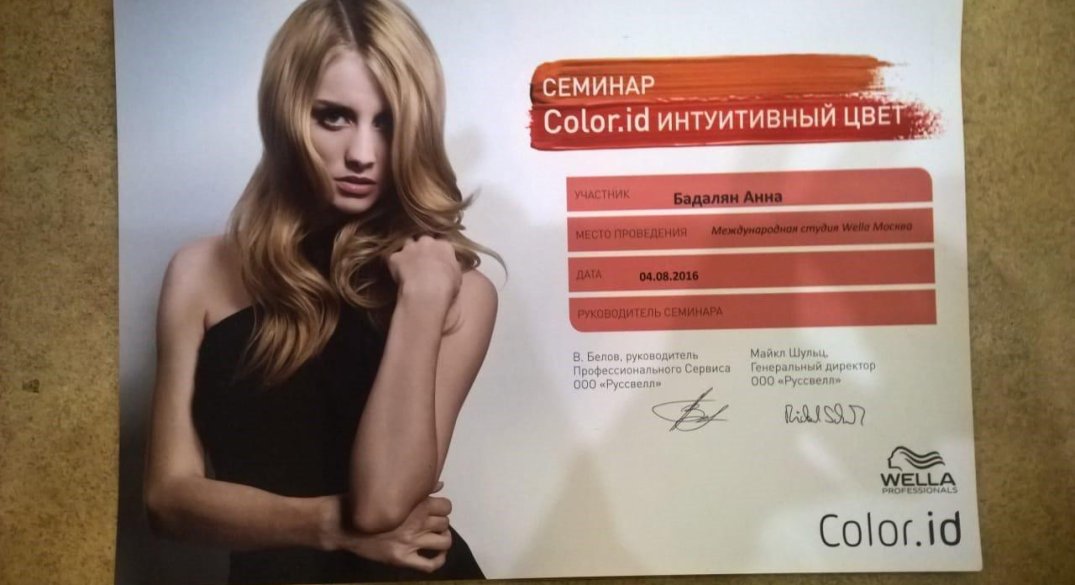 СЕМИНАР
Color.id ИНТУИТИВНЫЙ ЦВЕТ
УЧАСТНИК Бадалян Анна
МЕСТО ПРОВЕДЕНИЯ Международная студия Wella Москва
ДАТА 04.08.2016
РУКОВОДИТЕЛЬ СЕМИНАРА
В. Белов, руководитель
Профессионального Сервиса
ООО «Руссвелл»
Майкл Шульц,
Генеральный директор
ООО «Руссвелл»
WELLA
PROFESSIONALS
Color.id